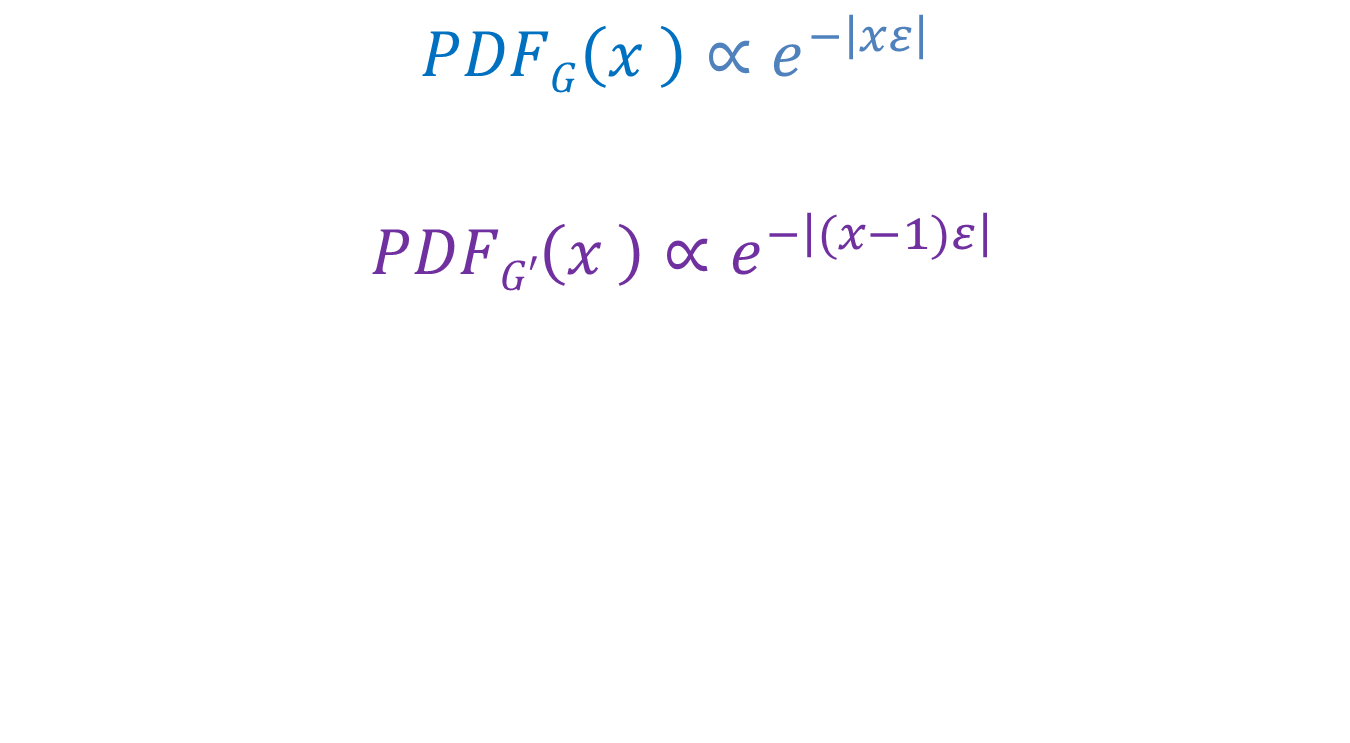 PDF_G(x ) ∝ e^{−|xε|}
PDF_{G′}(x ) ∝ e^{−|(x−1)ε|}